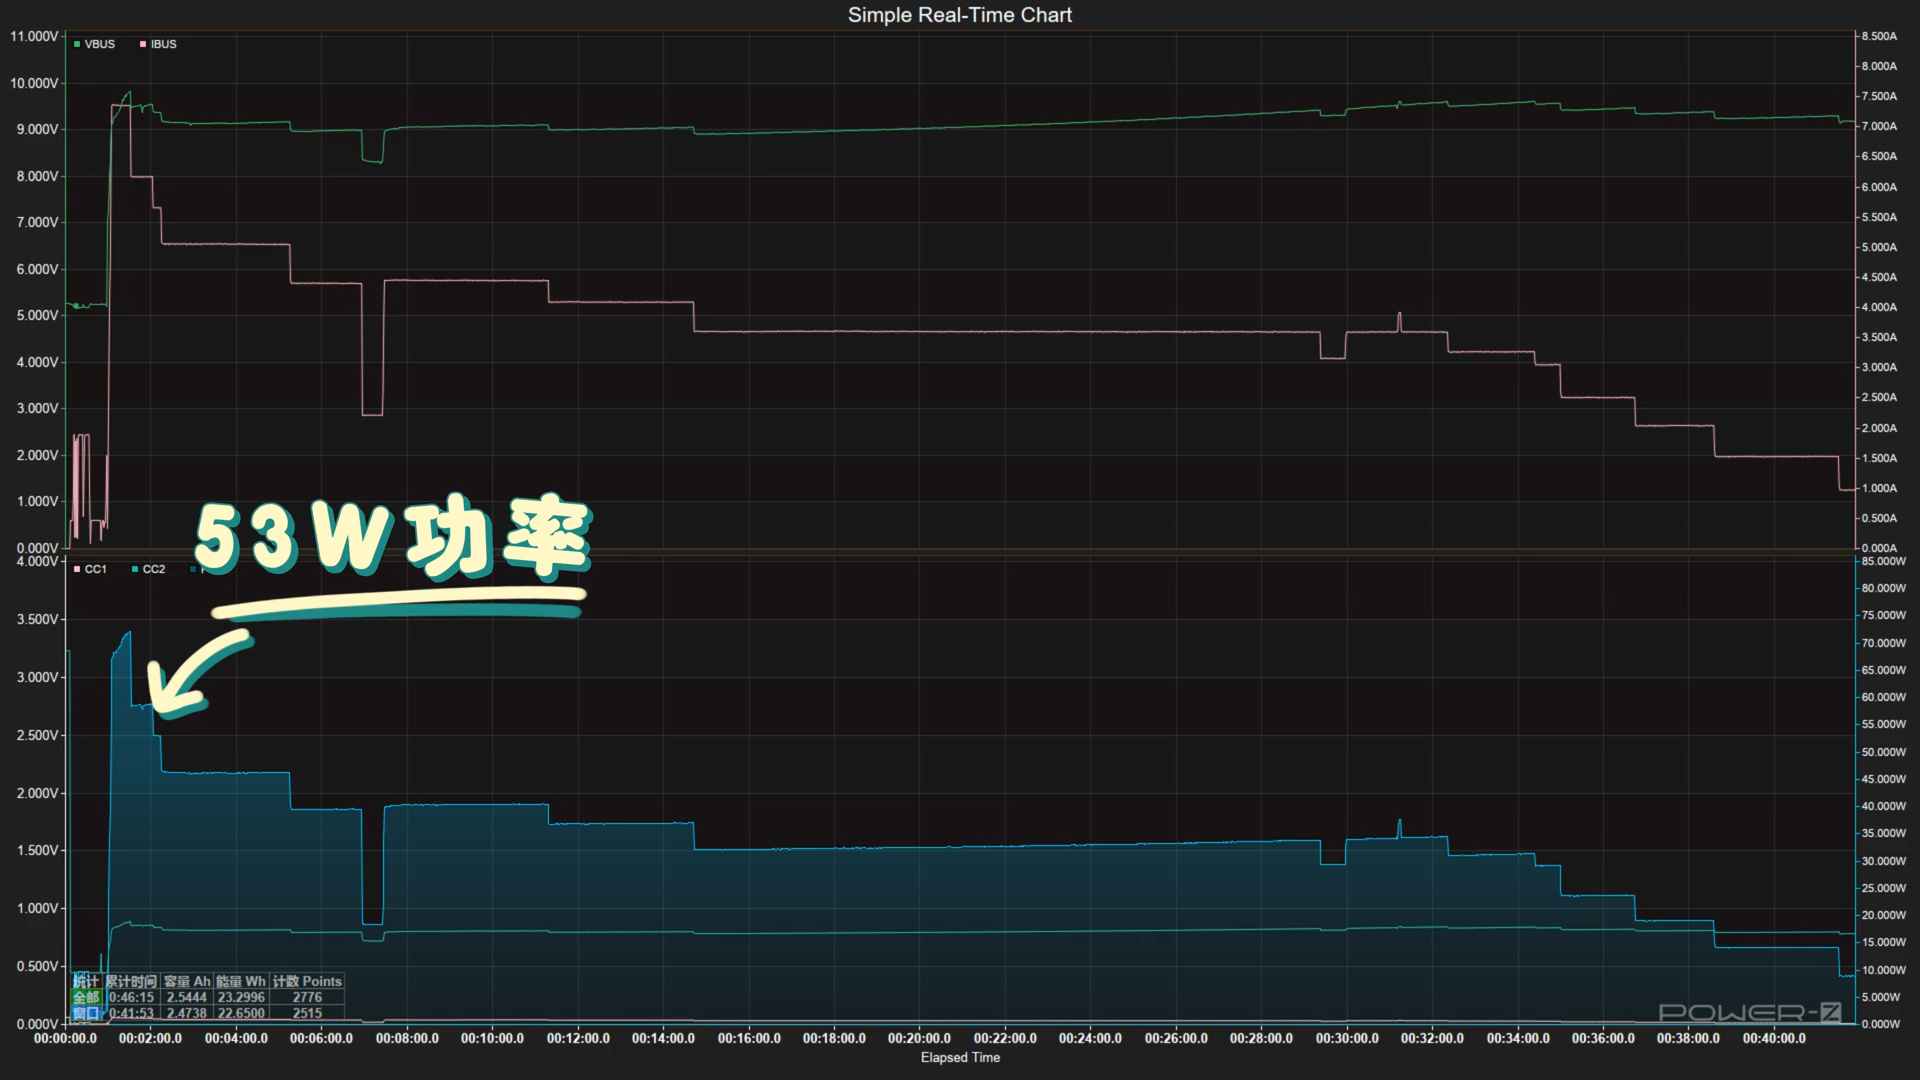 Simple Real-Time Chart
VBUS IBUS
11.000V
10.000V
9.000V
8.000V
7.000V
6.000V
5.000V
4.000V
3.000V
2.000V
1.000V
0.000V
8.500A
8.000A
7.500A
7.000A
6.500A
6.000A
5.500A
5.000A
4.500A
4.000A
3.500A
3.000A
2.500A
2.000A
1.500A
1.000A
0.500A
0.000A
53W功率
CC1 CC2
4.000V
3.500V
3.000V
2.500V
2.000V
1.500V
1.000V
0.500V
0.000V
85.000W
80.000W
75.000W
70.000W
65.000W
60.000W
55.000W
50.000W
45.000W
40.000W
35.000W
30.000W
25.000W
20.000W
15.000W
10.000W
5.000W
0.000W
统计 累计时间 容量 Ah 能量 Wh 计数 Points
全部 0:46:15 2.5444 23.2996 2776
窗口 0:41:53 2.4738 22.6500 2515
POWER-Z
00:00:00.0 00:02:00.0 00:04:00.0 00:06:00.0 00:08:00.0 00:10:00.0 00:12:00.0 00:14:00.0 00:16:00.0 00:18:00.0 00:20:00.0 00:22:00.0 00:24:00.0 00:26:00.0 00:28:00.0 00:30:00.0 00:32:00.0 00:34:00.0 00:36:00.0 00:38:00.0 00:40:00.0
Elapsed Time